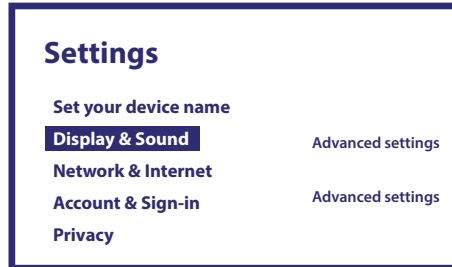 Settings
Set your device name
Display & Sound
Advanced settings
Network & Internet
Account & Sign-in
Advanced settings
Privacy